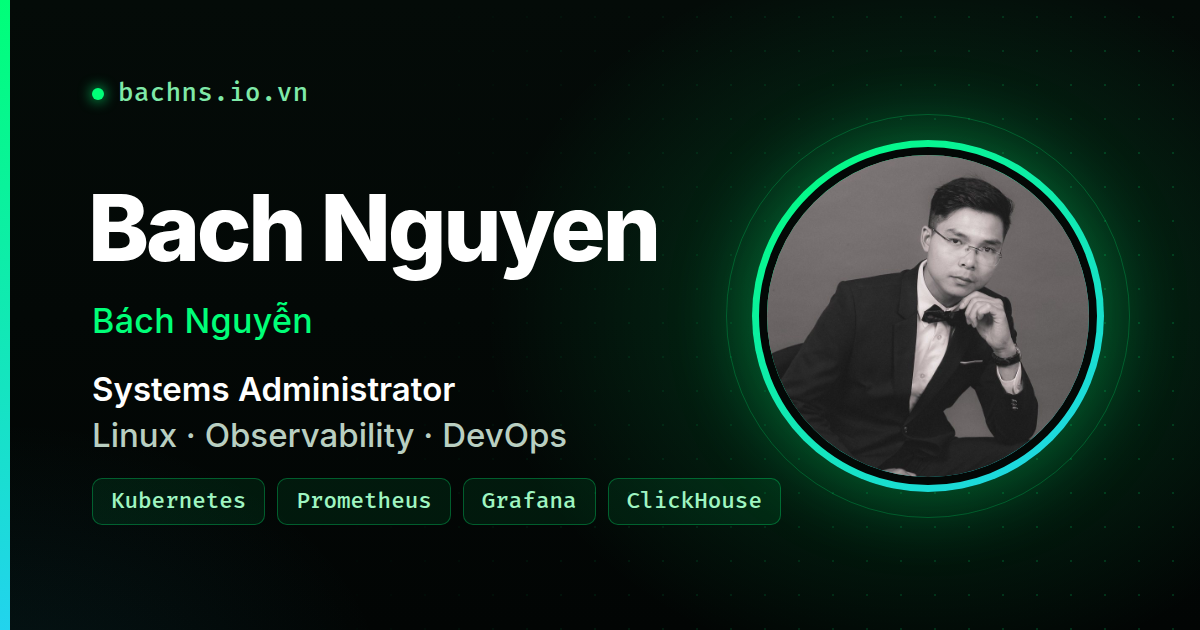 bachns.io.vn
Bach Nguyen
Bách Nguyễn
Systems Administrator
Linux · Observability · DevOps
Kubernetes Prometheus Grafana ClickHouse